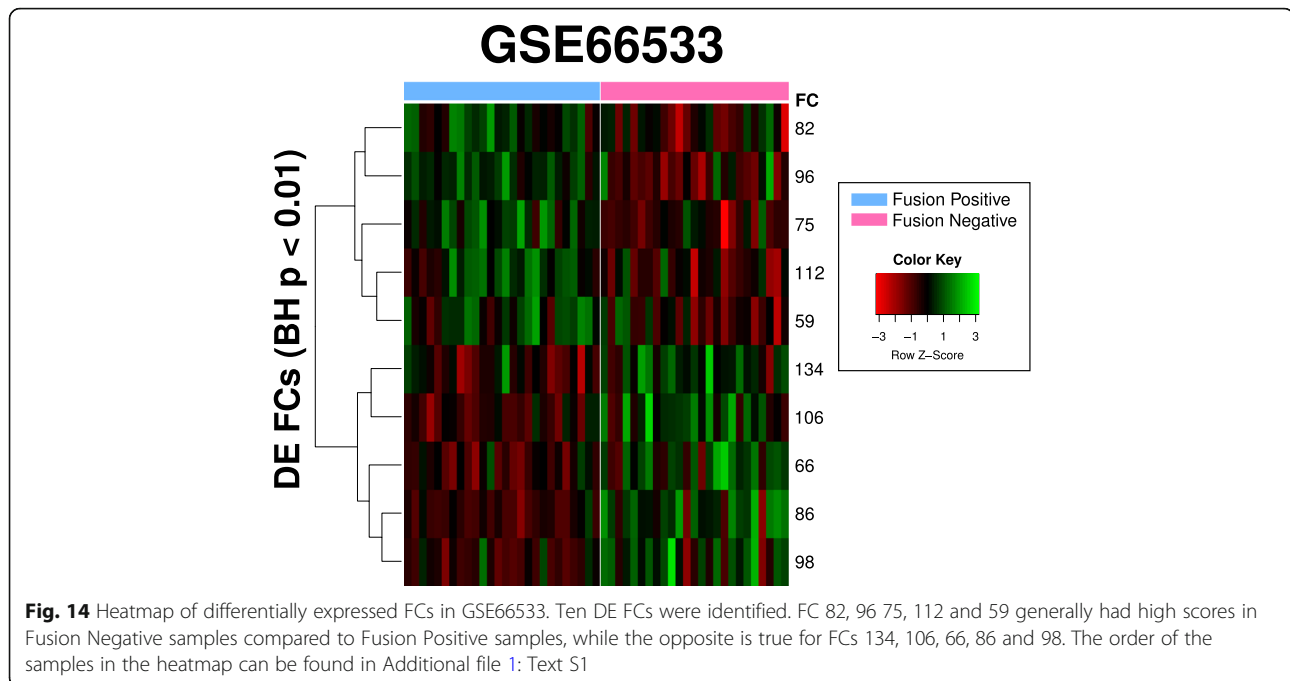 GSE66533
DE FCs (BH p < 0.01)
FC
82
96
75
112
59
134
106
66
86
98
Fusion Positive
Fusion Negative
Color Key
−3 −1 1 3
Row Z−Score
Fig. 14 Heatmap of differentially expressed FCs in GSE66533. Ten DE FCs were identified. FC 82, 96 75, 112 and 59 generally had high scores in
Fusion Negative samples compared to Fusion Positive samples, while the opposite is true for FCs 134, 106, 66, 86 and 98. The order of the
samples in the heatmap can be found in Additional file 1: Text S1